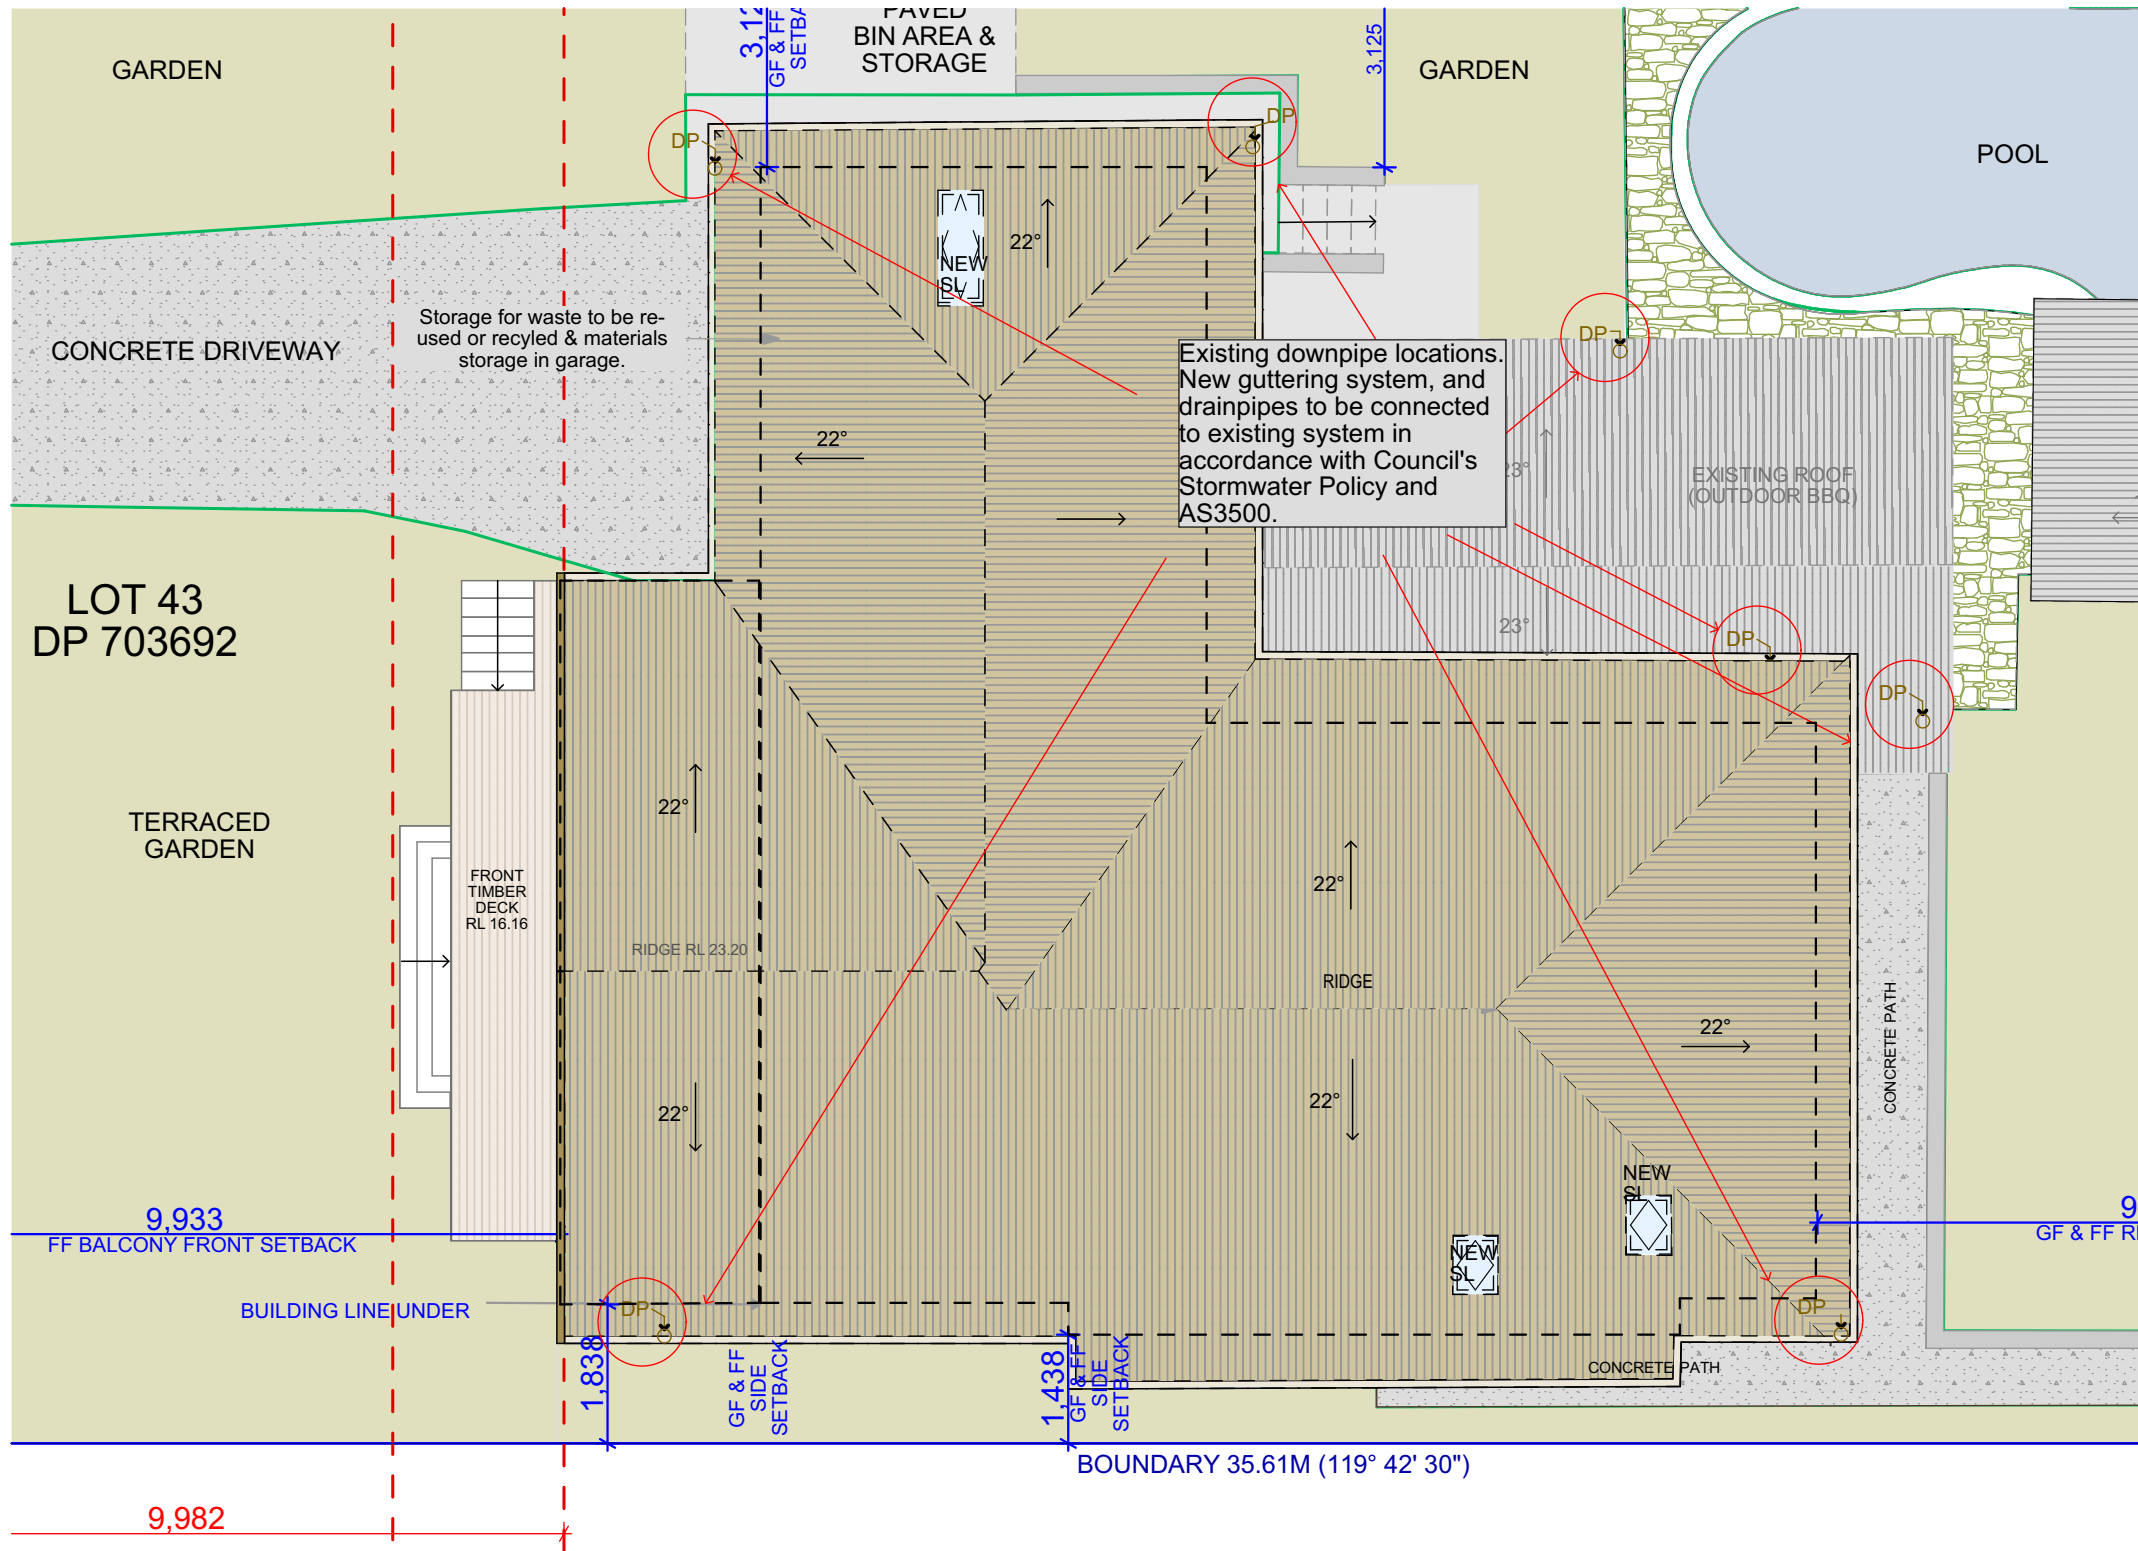 PAVED
BIN AREA &
STORAGE
GARDEN
GF & FF
3,125
GARDEN
POOL
DP
DP
22°
NEW
SL
Storage for waste to be re-
used or recyled & materials
storage in garage.
CONCRETE DRIVEWAY
DP
Existing downpipe locations.
New guttering system, and
drainpipes to be connected
to existing system in
accordance with Council's
Stormwater Policy and
AS3500.
22°
23°
EXISTING ROOF
(OUTDOOR BBQ)
LOT 43
DP 703692
23°
DP
DP
22°
TERRACED
GARDEN
FRONT
TIMBER
DECK
RL 16.16
22°
RIDGE RL 23.20
RIDGE
CONCRETE PATH
22°
22°
22°
NEW
SL
NEW
SL
9,933
FF BALCONY FRONT SETBACK
GF & FF
BUILDING LINE UNDER
DP
DP
1,838
GF & FF
SIDE
SETBACK
1,438
GF & FF
SIDE
SETBACK
CONCRETE PATH
BOUNDARY 35.61M (119° 42' 30")
9,982